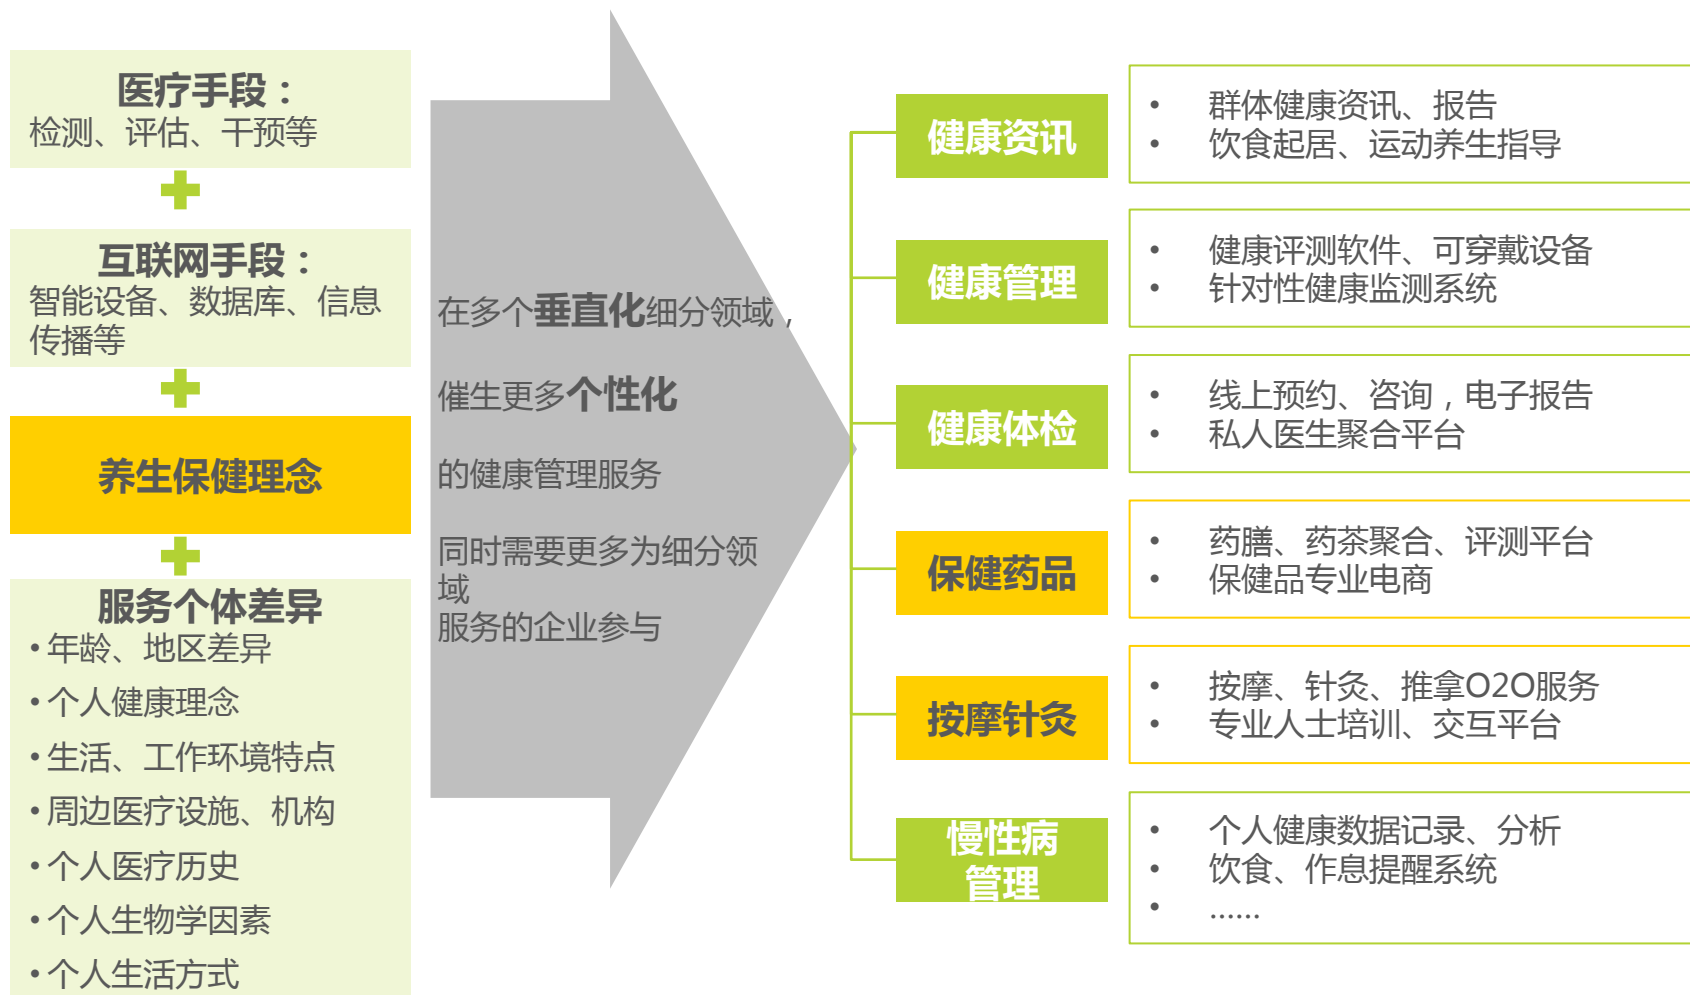 医疗手段：
检测、评估、干预等
互联网手段：
智能设备、数据库、信息
传播等
养生保健理念
服务个体差异
•年龄、地区差异
•个人健康理念
•生活、工作环境特点
•周边医疗设施、机构
•个人医疗历史
•个人生物学因素
•个人生活方式
在多个垂直化细分领域，
催生更多个性化
的健康管理服务
同时需要更多为细分领
域
服务的企业参与
健康资讯
• 群体健康资讯、报告
• 饮食起居、运动养生指导
健康管理
• 健康评测软件、可穿戴设备
• 针对性健康监测系统
健康体检
• 线上预约、咨询，电子报告
• 私人医生聚合平台
保健药品
• 药膳、药茶聚合、评测平台
• 保健品专业电商
按摩针灸
• 按摩、针灸、推拿O2O服务
• 专业人士培训、交互平台
慢性病
管理
• 个人健康数据记录、分析
• 饮食、作息提醒系统
• ……